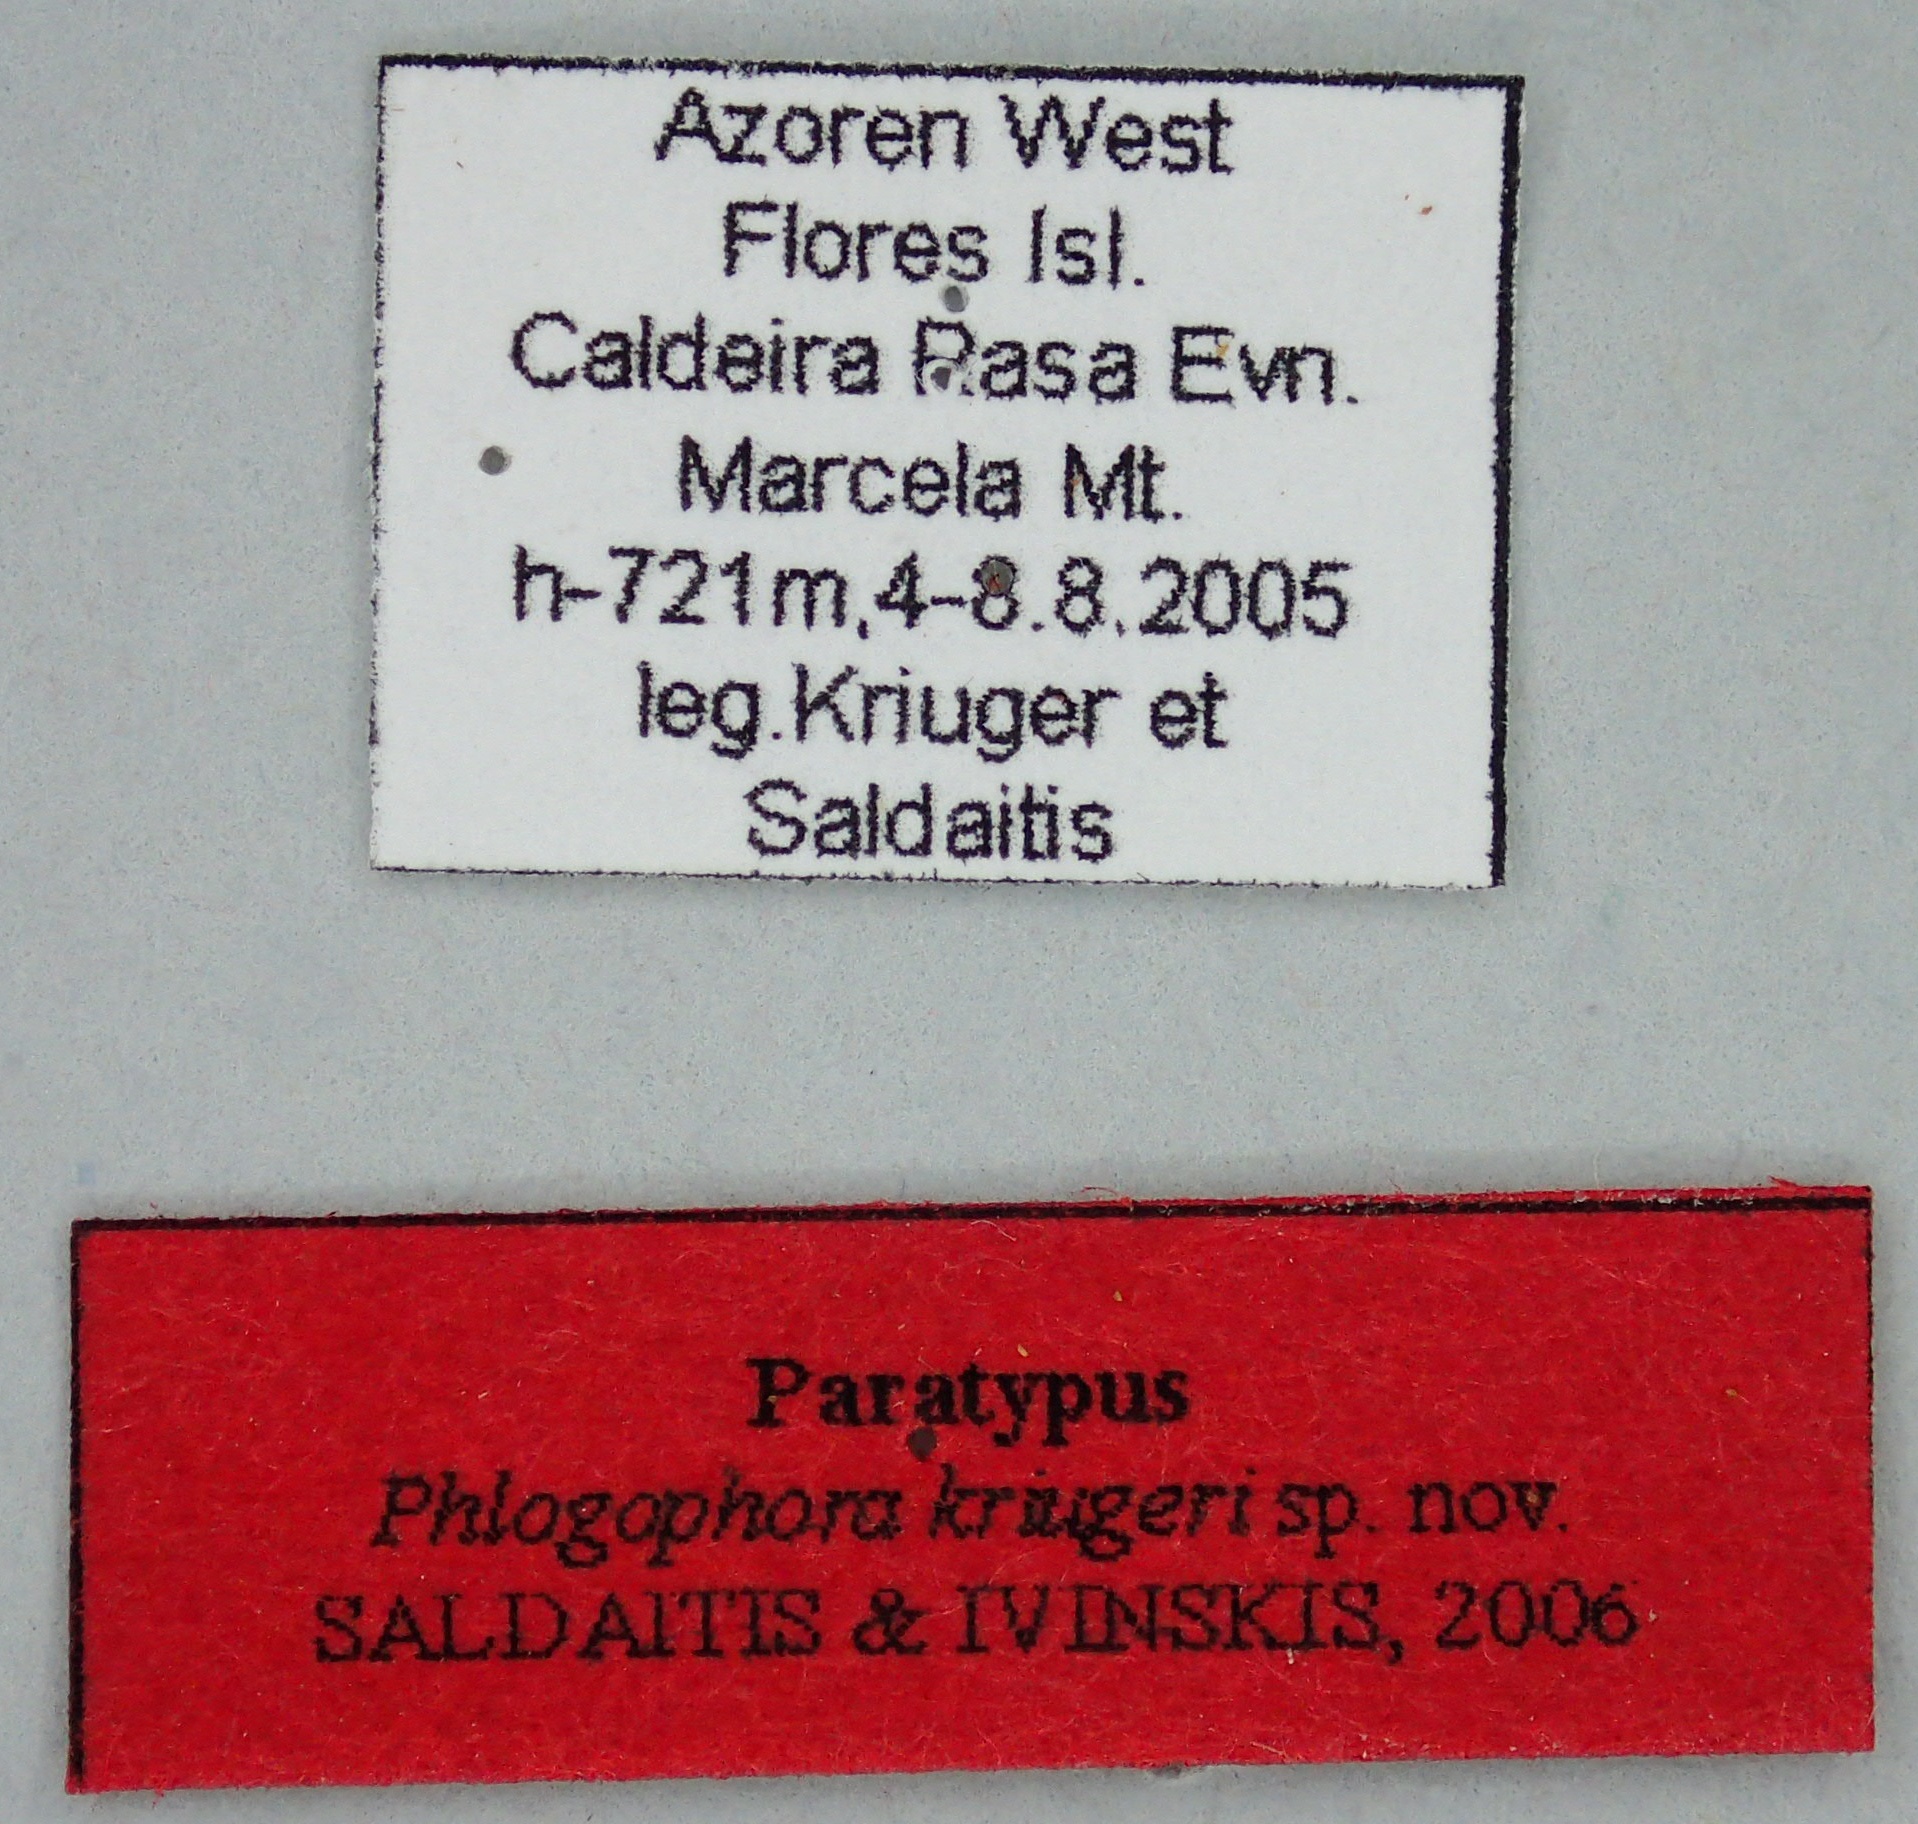 Azoren West
Flores Isl.
Caldeira Rasa Evn.
Marcela Mt.
h-721m,4-8.8.2005
leg.Kriuger et
Saldaitis
Paratypus
Phlogophora kriugeri sp. nov.
SALDAITIS & IVINSKIS, 2006